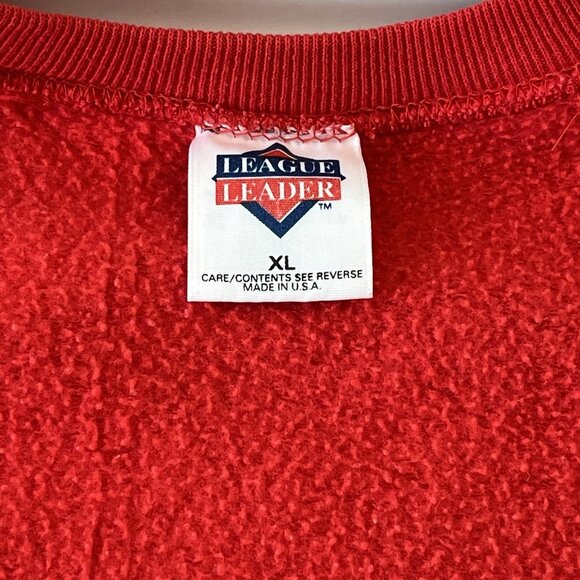 LEAGUE
LEADER
TM
XL
CARE/CONTENTS SEE REVERSE
MADE IN U.S.A.